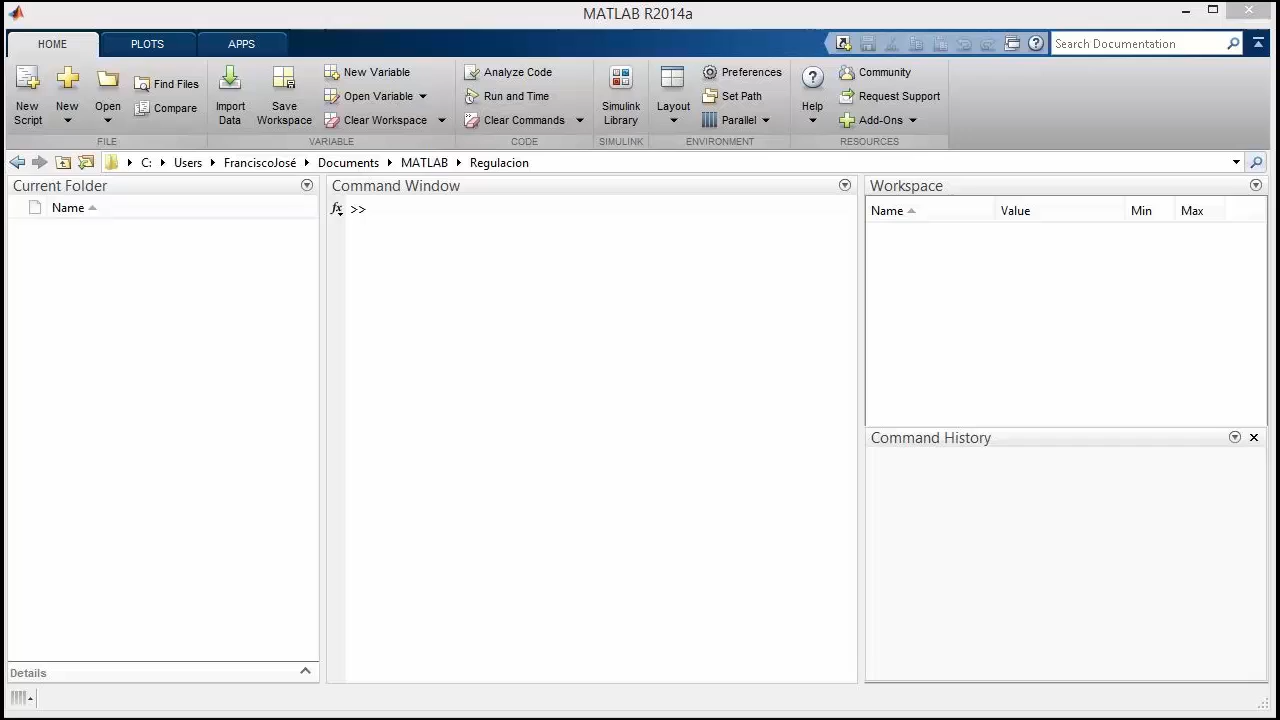 MATLAB R2014a
HOME PLOTS APPS Search Documentation
New Script New Open Find Files Compare Import Data Save Workspace New Variable Open Variable Clear Workspace Analyze Code Run and Time Clear Commands Simulink Library Layout Preferences Set Path Parallel Help Community Request Support Add-Ons
FILE VARIABLE CODE SIMULINK ENVIRONMENT RESOURCES
C: Users FranciscoJosé Documents MATLAB Regulacion
Current Folder Command Window Workspace
Name fx >> Name Value Min Max
Command History
Details